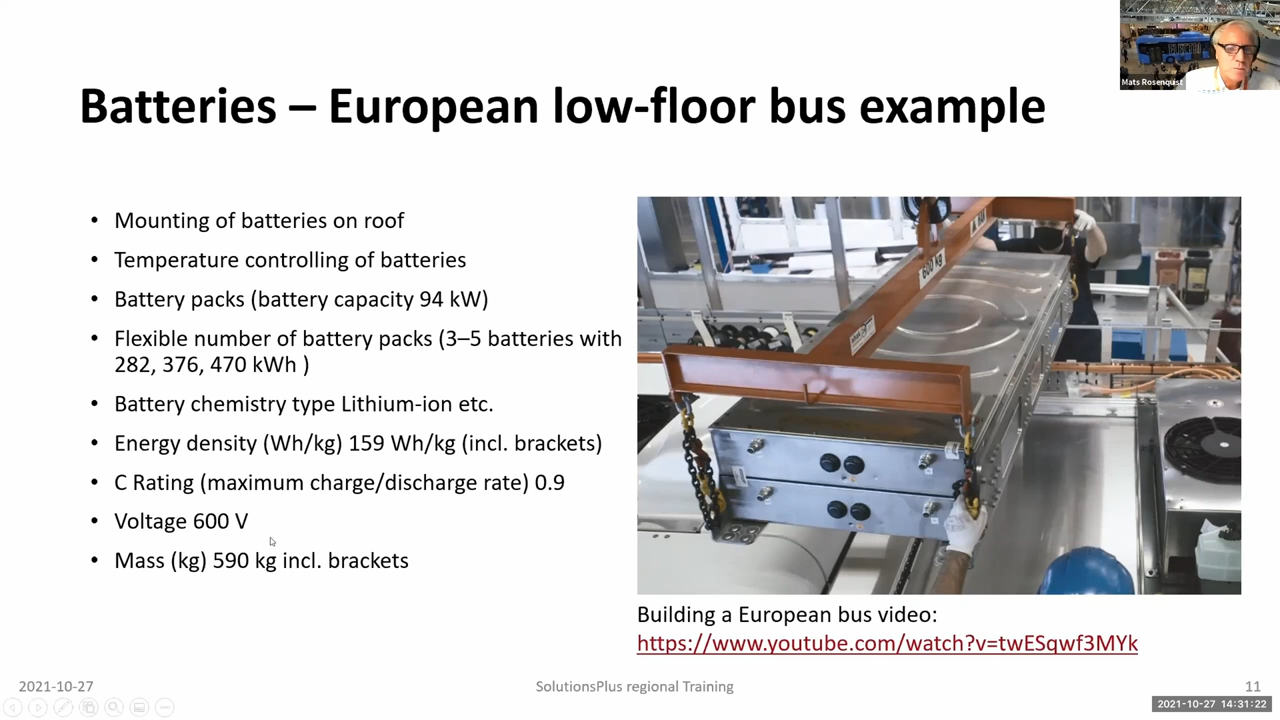 Mats Rosenquist
Batteries – European low-floor bus example
• Mounting of batteries on roof
• Temperature controlling of batteries
• Battery packs (battery capacity 94 kW)
• Flexible number of battery packs (3–5 batteries with
282, 376, 470 kWh )
• Battery chemistry type Lithium-ion etc.
• Energy density (Wh/kg) 159 Wh/kg (incl. brackets)
• C Rating (maximum charge/discharge rate) 0.9
• Voltage 600 V
• Mass (kg) 590 kg incl. brackets
600 kg
Building a European bus video:
https://www.youtube.com/watch?v=twESqwf3MYk
2021-10-27
SolutionsPlus regional Training
11
2021-10-27 14:31:22